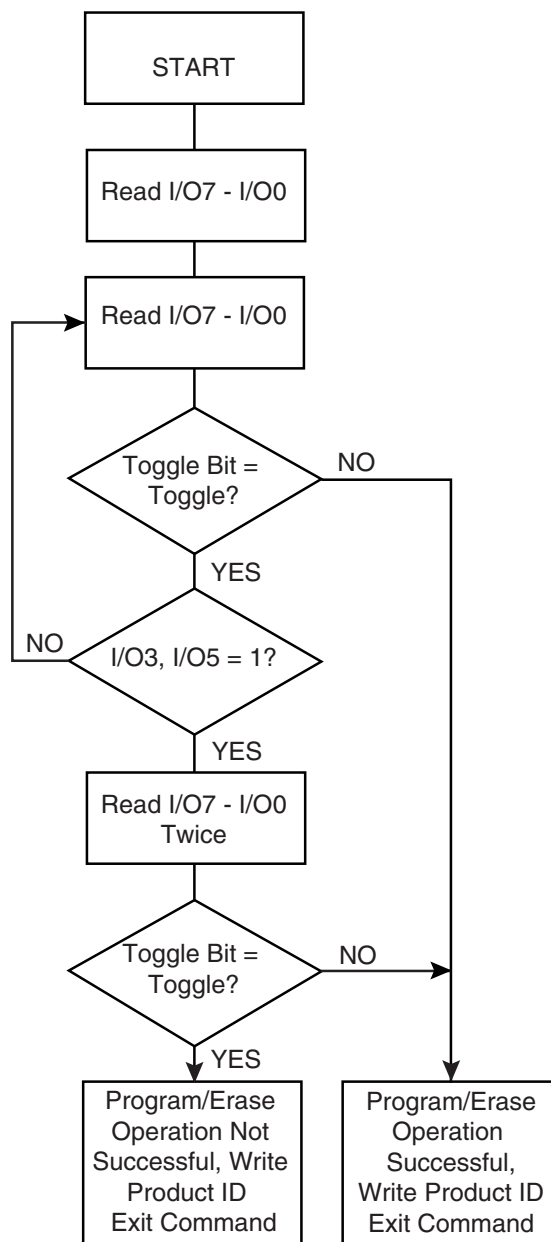 START
Read I/O7 - I/O0
Read I/O7 - I/O0
Toggle Bit =
Toggle?
NO
YES
NO
I/O3, I/O5 = 1?
YES
Read I/O7 - I/O0
Twice
Toggle Bit =
Toggle?
NO
YES
Program/Erase
Operation Not
Successful, Write
Product ID
Exit Command
Program/Erase
Operation
Successful,
Write Product ID
Exit Command